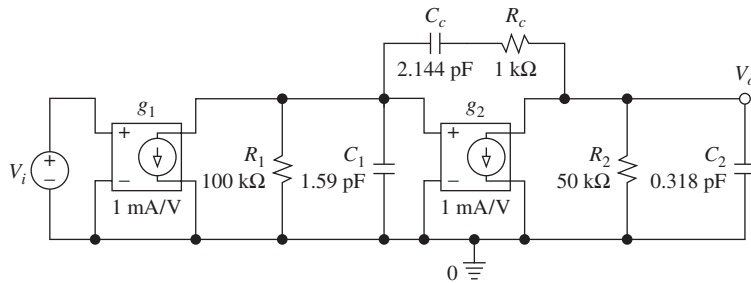 C_c R_c
2.144 pF 1 kΩ
V_o
g_1 g_2
+ +
V_i + − R_1 C_1 R_2 C_2
− 100 kΩ 1.59 pF − 50 kΩ 0.318 pF
1 mA/V 1 mA/V
0